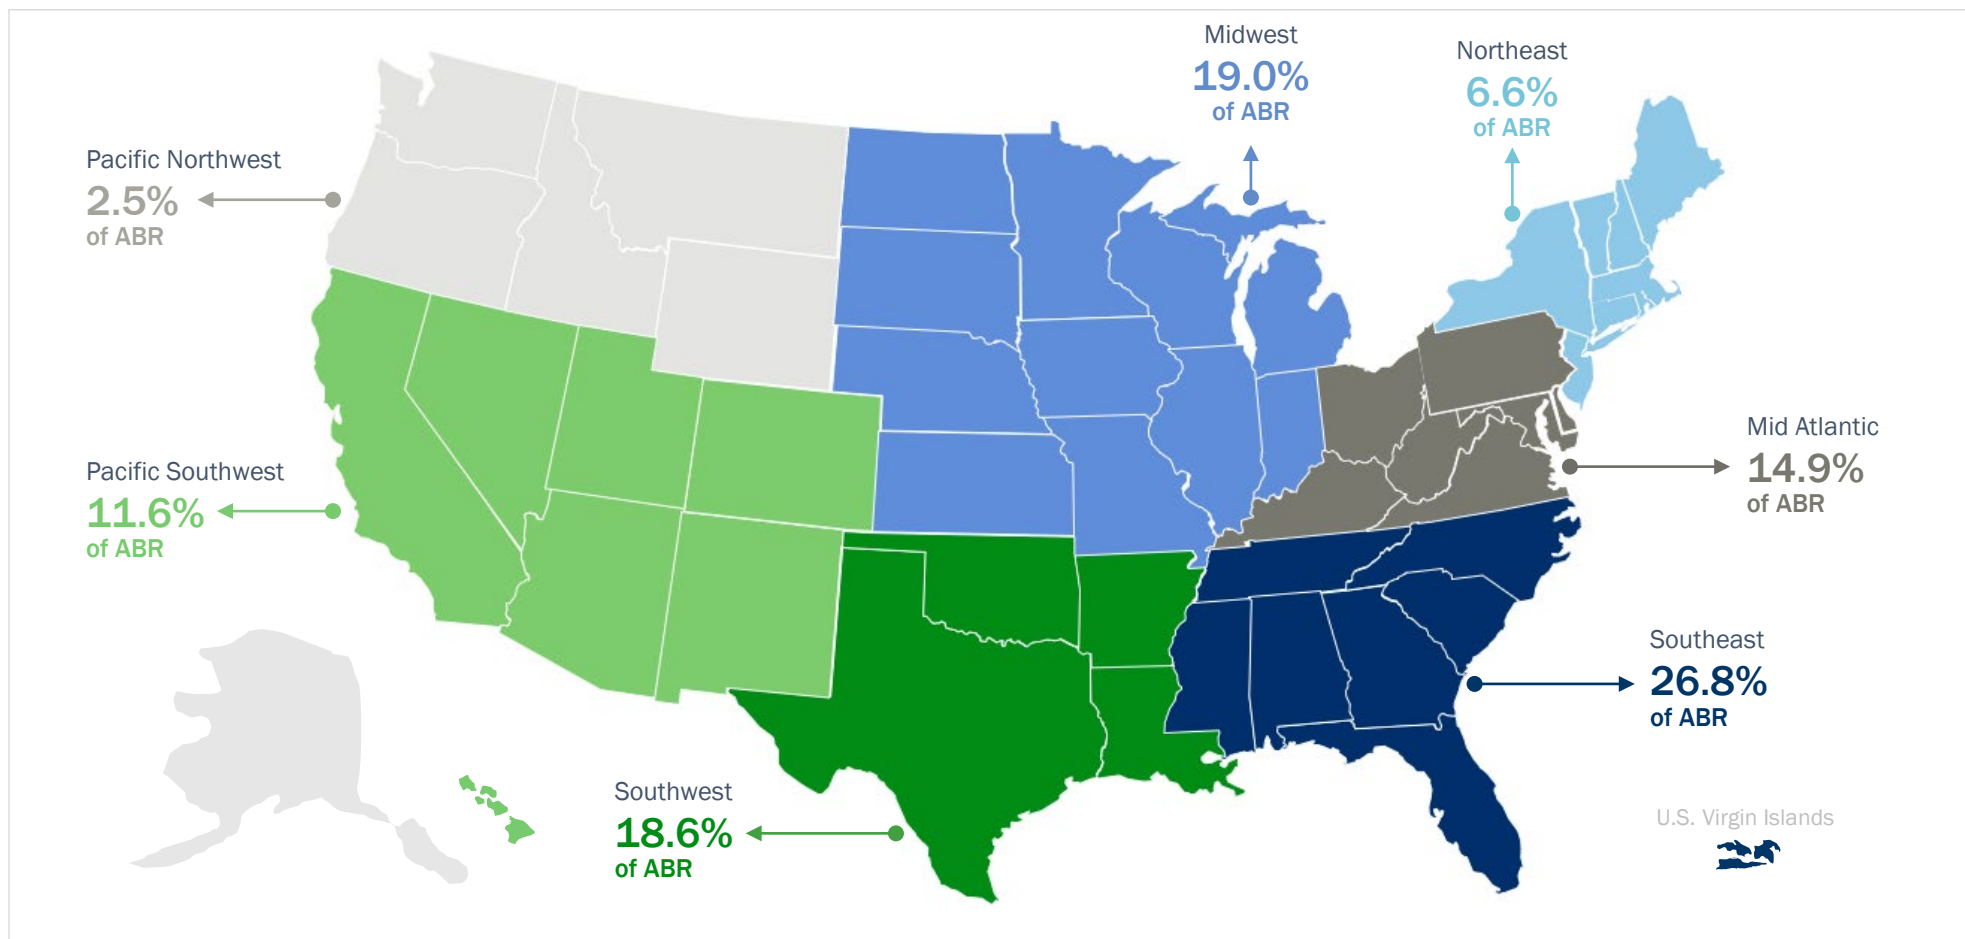 Midwest
19.0%
of ABR
Northeast
6.6%
of ABR
Pacific Northwest
2.5%
of ABR
Mid Atlantic
14.9%
of ABR
Pacific Southwest
11.6%
of ABR
Southeast
26.8%
of ABR
Southwest
18.6%
of ABR
U.S. Virgin Islands